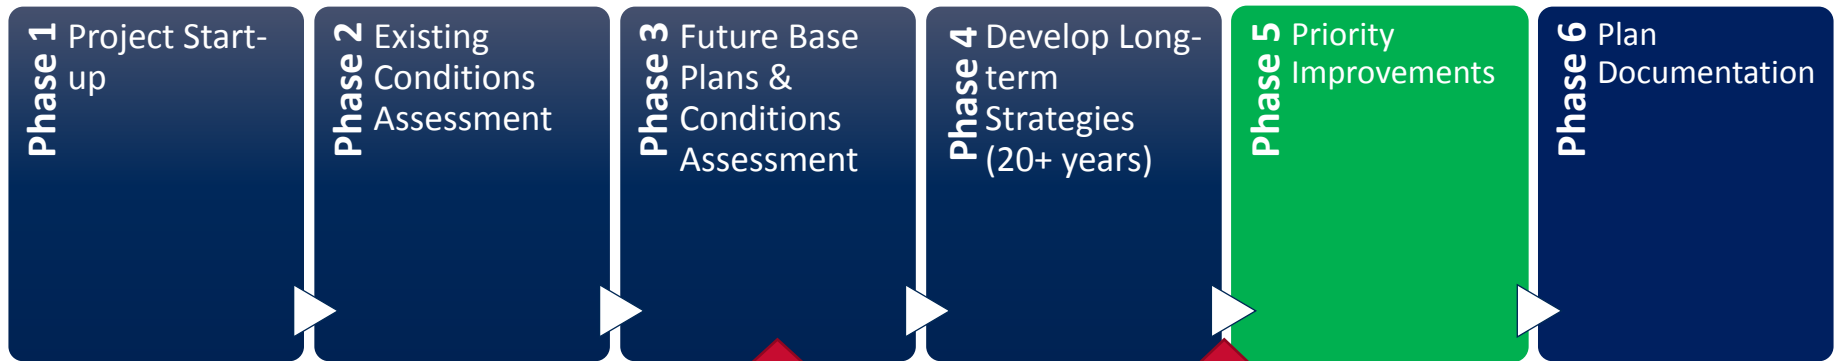 Phase 1
Project Start-
up
Phase 2
Existing
Conditions
Assessment
Phase 3
Future Base
Plans &
Conditions
Assessment
Phase 4
Develop Long-
term
Strategies
(20+ years)
Phase 5
Priority
Improvements
Phase 6
Plan
Documentation